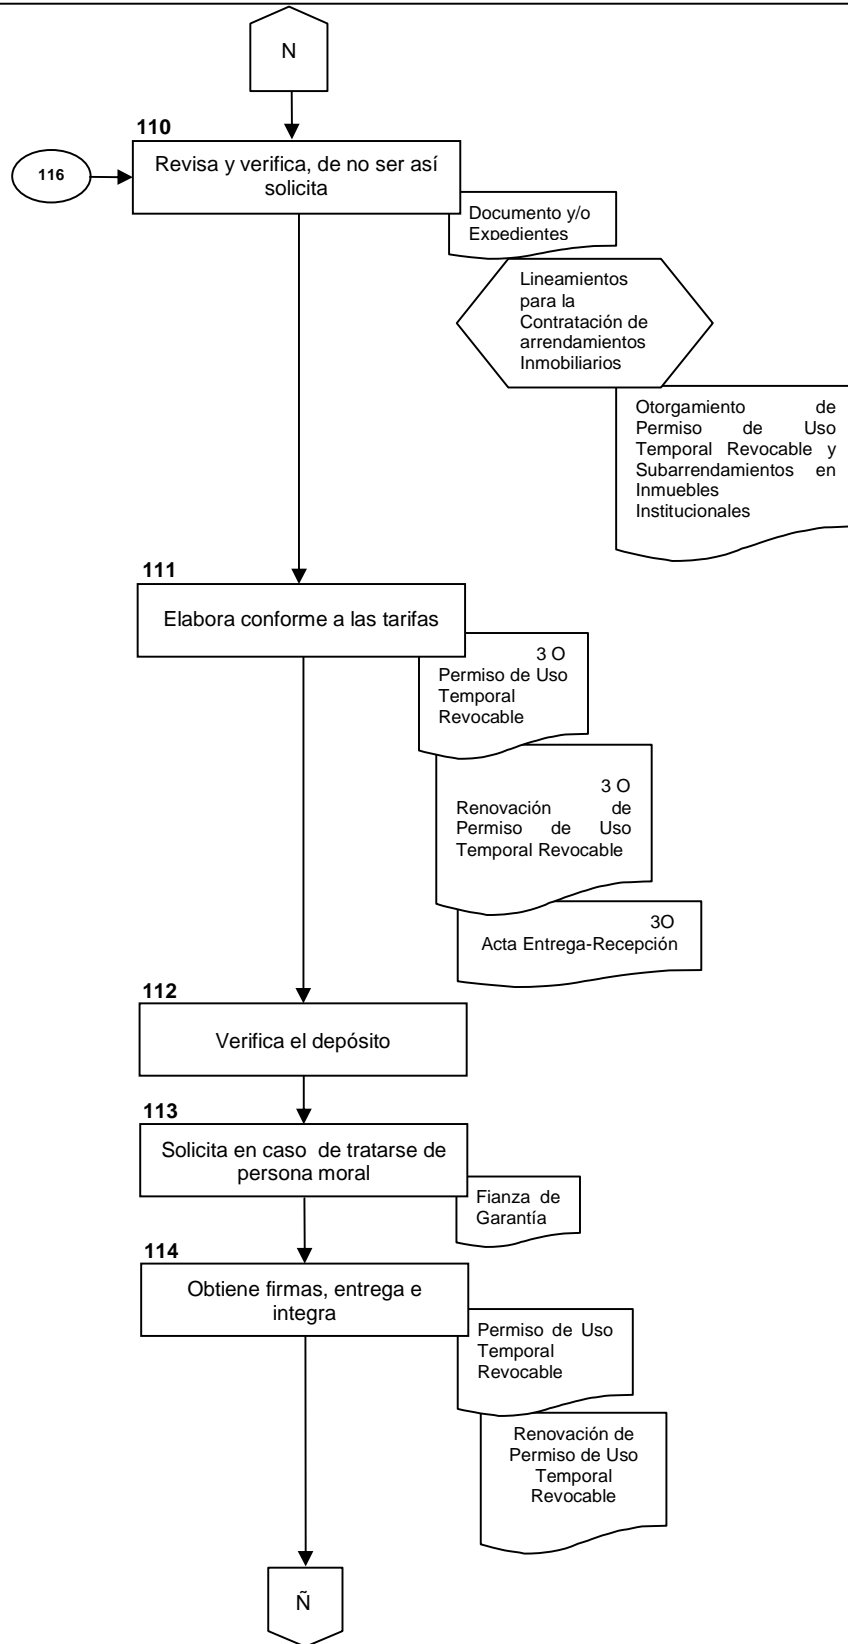 N
110
116
Revisa y verifica, de no ser así
solicita
Documento y/o
Expedientes
Lineamientos
para la
Contratación de
arrendamientos
Inmobiliarios
Otorgamiento de
Permiso de Uso
Temporal Revocable y
Subarrendamientos en
Inmuebles
Institucionales
111
Elabora conforme a las tarifas
3 O
Permiso de Uso
Temporal
Revocable
3 O
Renovación de
Permiso de Uso
Temporal Revocable
3O
Acta Entrega-Recepción
112
Verifica el depósito
113
Solicita en caso de tratarse de
persona moral
Fianza de
Garantía
114
Obtiene firmas, entrega e
integra
Permiso de Uso
Temporal
Revocable
Renovación de
Permiso de Uso
Temporal
Revocable
Ñ